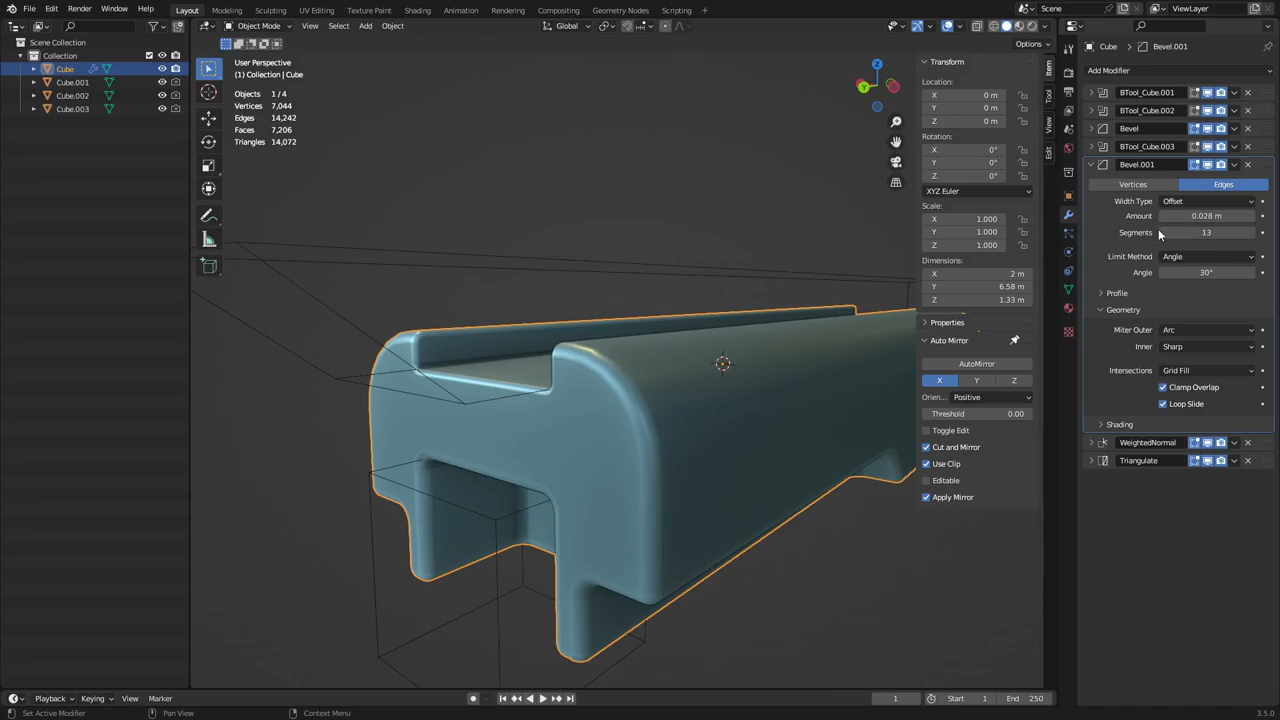 File Edit Render Window Help Layout Modeling Sculpting UV Editing Texture Paint Shading Animation Rendering Compositing Geometry Nodes Scripting + Scene ViewLayer
Object Mode View Select Add Object Global
Options
Scene Collection
Collection
Cube
Cube.001
Cube.002
Cube.003
User Perspective
(1) Collection | Cube
Objects 1/4
Vertices 7,044
Edges 14,242
Faces 7,206
Triangles 14,072
Z
Y
Transform
Location:
X 0 m
Y 0 m
Z 0 m
Rotation:
X 0°
Y 0°
Z 0°
XYZ Euler
Scale:
X 1.000
Y 1.000
Z 1.000
Dimensions:
X 2 m
Y 6.58 m
Z 1.33 m
Properties
Auto Mirror
AutoMirror
X Y Z
Orien... Positive
Threshold 0.00
Toggle Edit
Cut and Mirror
Use Clip
Editable
Apply Mirror
Item
Tool
View
Edit
Cube Bevel.001
Add Modifier
BTool_Cube.001
BTool_Cube.002
Bevel
BTool_Cube.003
Bevel.001
Vertices Edges
Width Type Offset
Amount 0.028 m
Segments 13
Limit Method Angle
Angle 30°
Profile
Geometry
Miter Outer Arc
Inner Sharp
Intersections Grid Fill
Clamp Overlap
Loop Slide
Shading
WeightedNormal
Triangulate
Playback Keying View Marker 1 Start 1 End 250
Set Active Modifier Pan View Context Menu 3.5.0